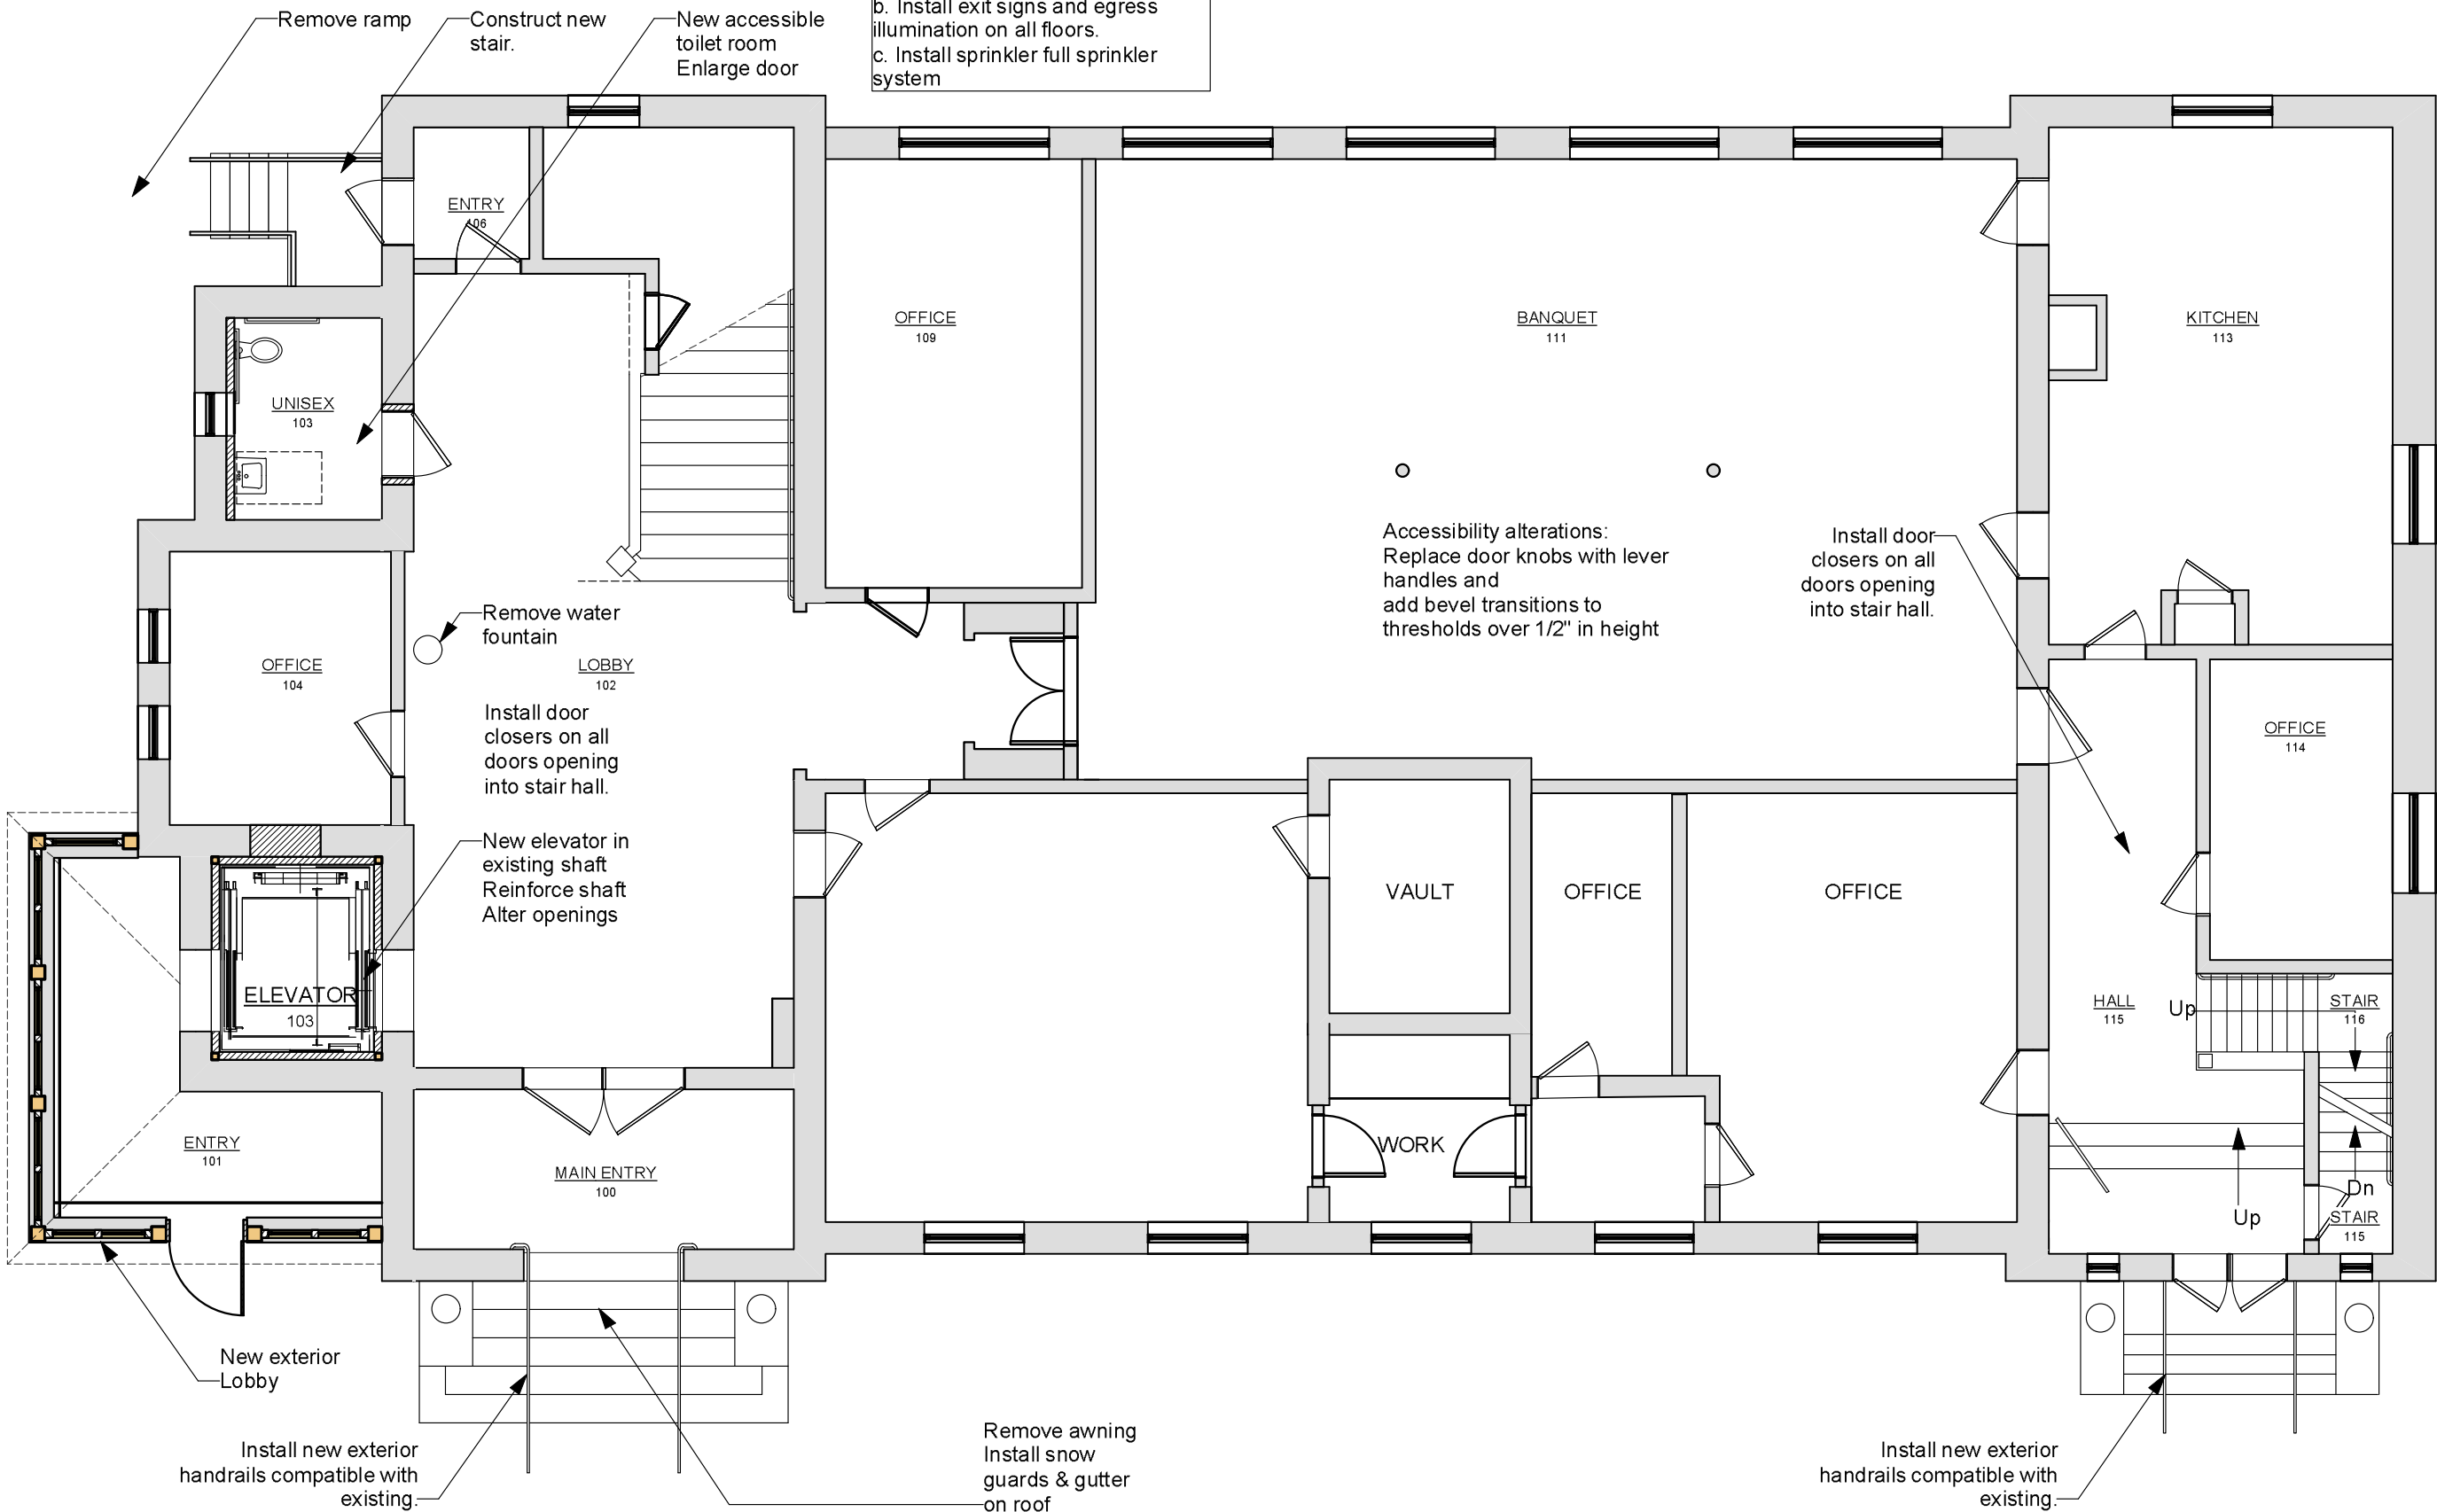 Remove ramp
Construct new
stair.
New accessible
toilet room
Enlarge door
b. Install exit signs and egress
illumination on all floors.
c. Install sprinkler full sprinkler
system
ENTRY
106
OFFICE
109
BANQUET
111
KITCHEN
113
UNISEX
103
Accessibility alterations:
Replace door knobs with lever
handles and
add bevel transitions to
thresholds over 1/2" in height
Install door
closers on all
doors opening
into stair hall.
Remove water
fountain
OFFICE
104
LOBBY
102
Install door
closers on all
doors opening
into stair hall.
OFFICE
114
New elevator in
existing shaft
Reinforce shaft
Alter openings
VAULT
OFFICE
OFFICE
ELEVATOR
103
HALL
115
Up
STAIR
116
ENTRY
101
MAIN ENTRY
100
WORK
Up
Dn
STAIR
115
New exterior
Lobby
Install new exterior
handrails compatible with
existing.
Remove awning
Install snow
guards & gutter
on roof
Install new exterior
handrails compatible with
existing.